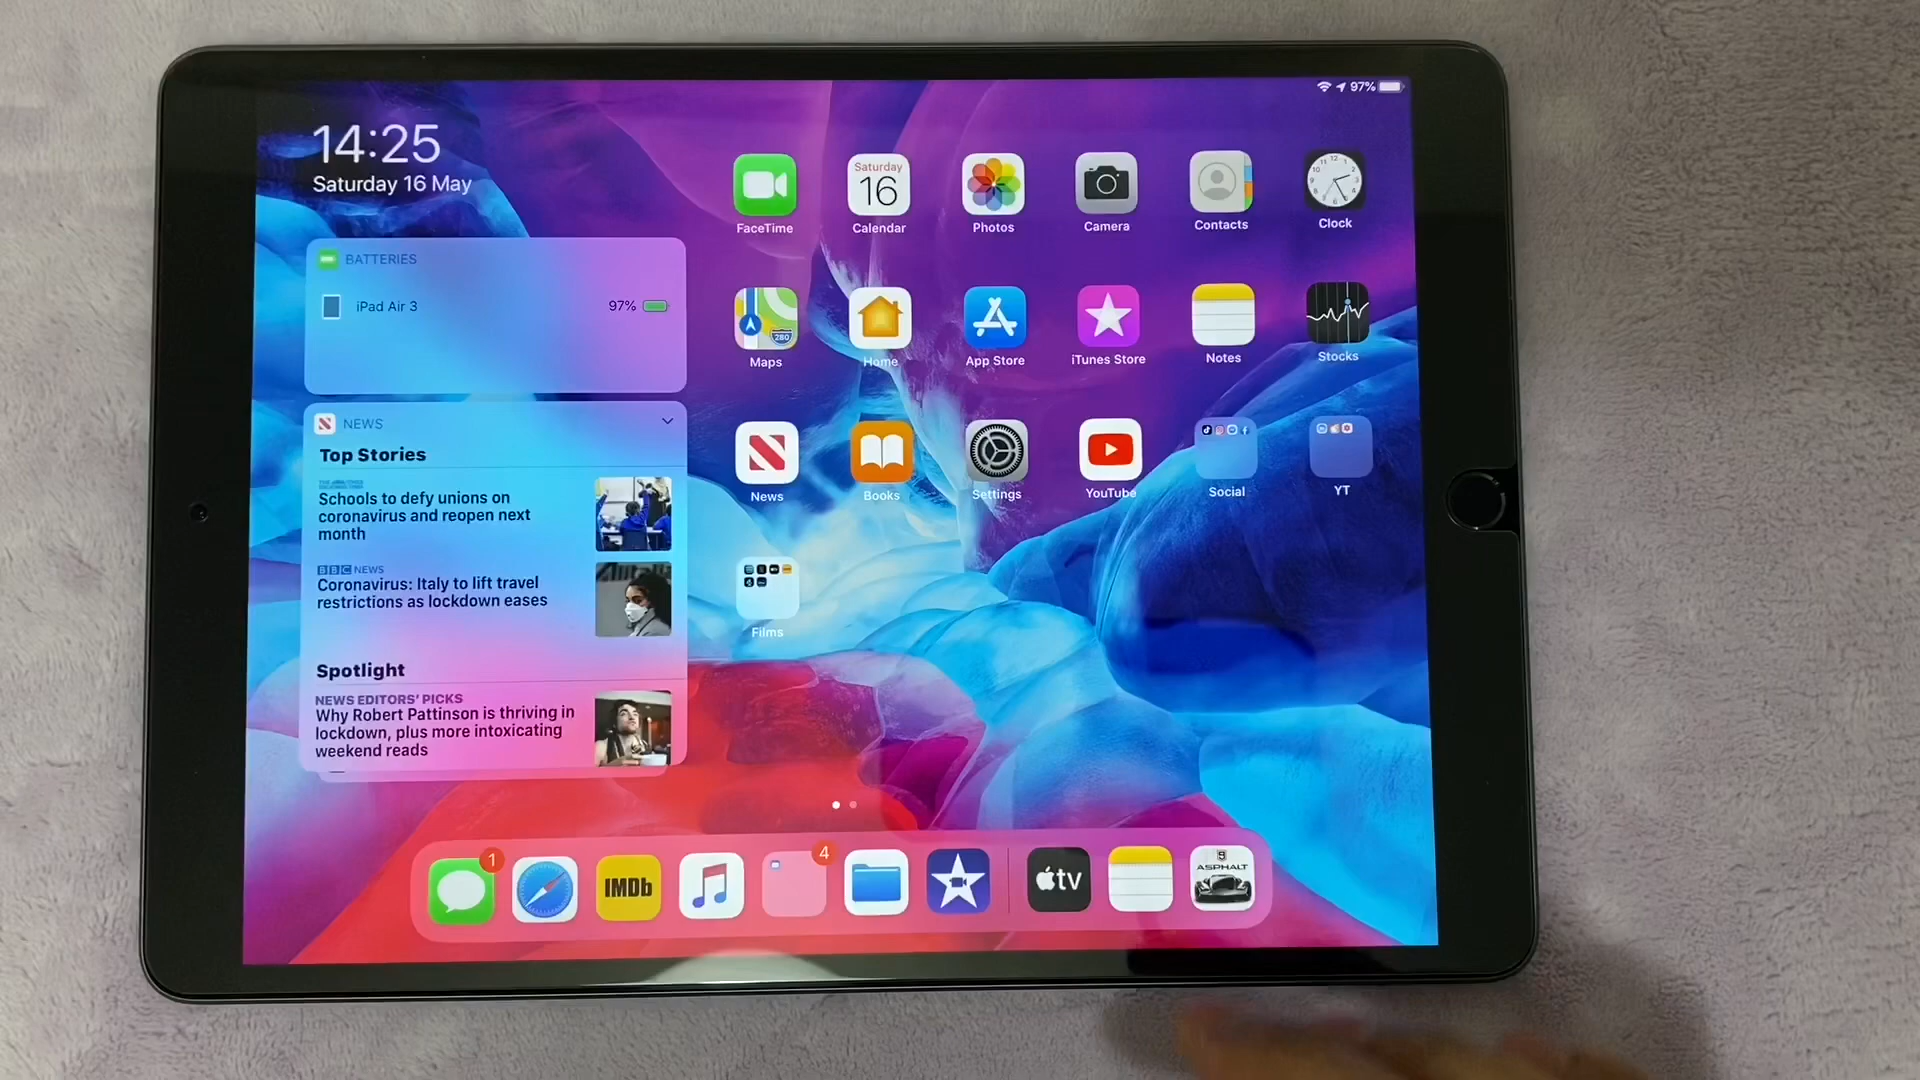 97%
14:25
Saturday 16 May
BATTERIES
iPad Air 3
97%
NEWS
Top Stories
Schools to defy unions on
coronavirus and reopen next
month
BBC NEWS
Coronavirus: Italy to lift travel
restrictions as lockdown eases
Spotlight
NEWS EDITORS' PICKS
Why Robert Pattinson is thriving in
lockdown, plus more intoxicating
weekend reads
Saturday
16
FaceTime
Calendar
Photos
Camera
Contacts
Clock
280
Maps
Home
App Store
iTunes Store
Notes
Stocks
News
Books
Settings
YouTube
Social
YT
Films
1
IMDb
4
tv
9
ASPHALT